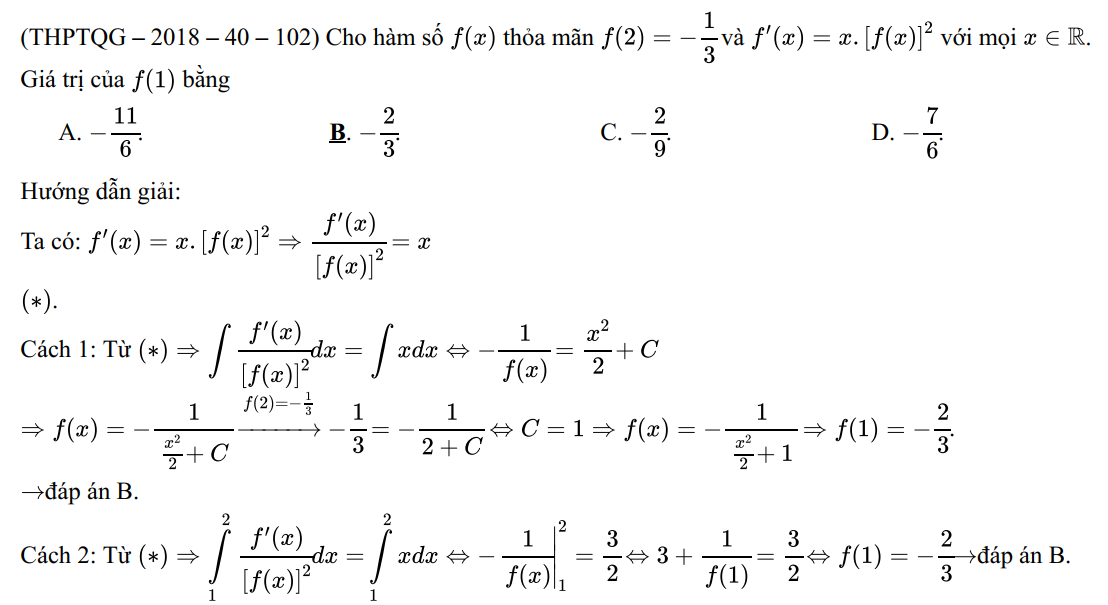 (THPTQG – 2018 – 40 – 102) Cho hàm số f(x) thỏa mãn f(2) = −1/3 và f′(x) = x. [f(x)]² với mọi x ∈ ℝ.
Giá trị của f(1) bằng
A. −11/6. B. −2/3. C. −2/9. D. −7/6.
Hướng dẫn giải:
Ta có: f′(x) = x. [f(x)]² ⇒ f′(x)/[f(x)]² = x
(∗).
Cách 1: Từ (∗) ⇒ ∫ f′(x)/[f(x)]² dx = ∫ xdx ⇔ −1/f(x) = x²/2 + C
⇒ f(x) = −1/(x²/2 + C) →^{f(2)=−1/3} −1/3 = −1/(2 + C) ⇔ C = 1 ⇒ f(x) = −1/(x²/2 + 1) ⇒ f(1) = −2/3.
→đáp án B.
Cách 2: Từ (∗) ⇒ ∫₁² f′(x)/[f(x)]² dx = ∫₁² xdx ⇔ −1/f(x)|₁² = 3/2 ⇔ 3 + 1/f(1) = 3/2 ⇔ f(1) = −2/3 →đáp án B.